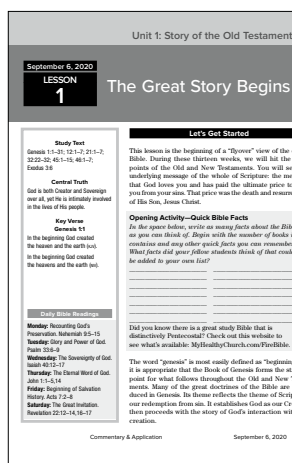 Unit 1: Story of the Old Testament
September 6, 2020
LESSON
1
The Great Story Begins
Study Text
Genesis 1:1–31; 12:1–7; 21:1–7;
32:22–32; 45:1–15; 46:1–7;
Exodus 3:6
Central Truth
God is both Creator and Sovereign
over all, yet He is intimately involved
in the lives of His people.
Key Verse
Genesis 1:1
In the beginning God created
the heaven and the earth (KJV).
In the beginning God created
the heavens and the earth (NIV).
Daily Bible Readings
Monday: Recounting God's
Preservation. Nehemiah 9:5–15
Tuesday: Glory and Power of God.
Psalm 33:6–9
Wednesday: The Sovereignty of God.
Isaiah 40:12–17
Thursday: The Eternal Word of God.
John 1:1–5,14
Friday: Beginning of Salvation
History. Acts 7:2–8
Saturday: The Great Invitation.
Revelation 22:12–14,16–17
Let's Get Started
This lesson is the beginning of a "flyover" view of the
Bible. During these thirteen weeks, we will hit the
points of the Old and New Testament. You will se
underlying message of the whole of Scripture: the me
that God loves you and has paid the ultimate price to
you from your sins. That price was the death and resurre
of His Son, Jesus Christ.
Opening Activity—Quick Bible Facts
In the space below, write as many facts about the Bib
as you can think of. Begin with the number of books
contains and any other quick facts you can remembe
What facts did your fellow students think of that coul
be added to your own list?
Did you know there is a great study Bible that is
distinctively Pentecostal? Check out this website to
see what's available: MyHealthyChurch.com/FireBible.
The word "genesis" is most easily defined as "beginnin
it is appropriate that the Book of Genesis forms the st
point for what follows throughout the Old and New
ments. Many of the great doctrines of the Bible are
duced in Genesis. Its theme reflects the theme of Scrip
our redemption from sin. It establishes God as our Cr
then proceeds with the story of God's interaction wit
creation.
Commentary & Application
September 6, 2020